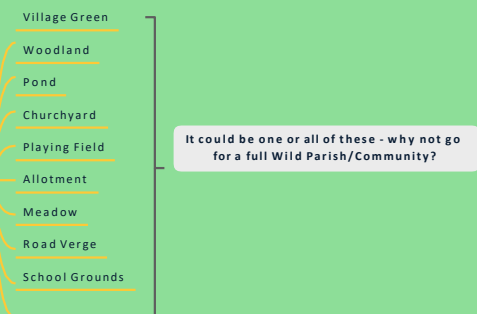 Village Green
Woodland
Pond
Churchyard
Playing Field
Allotment
Meadow
Road Verge
School Grounds
It could be one or all of these - why not go
for a full Wild Parish/Community?